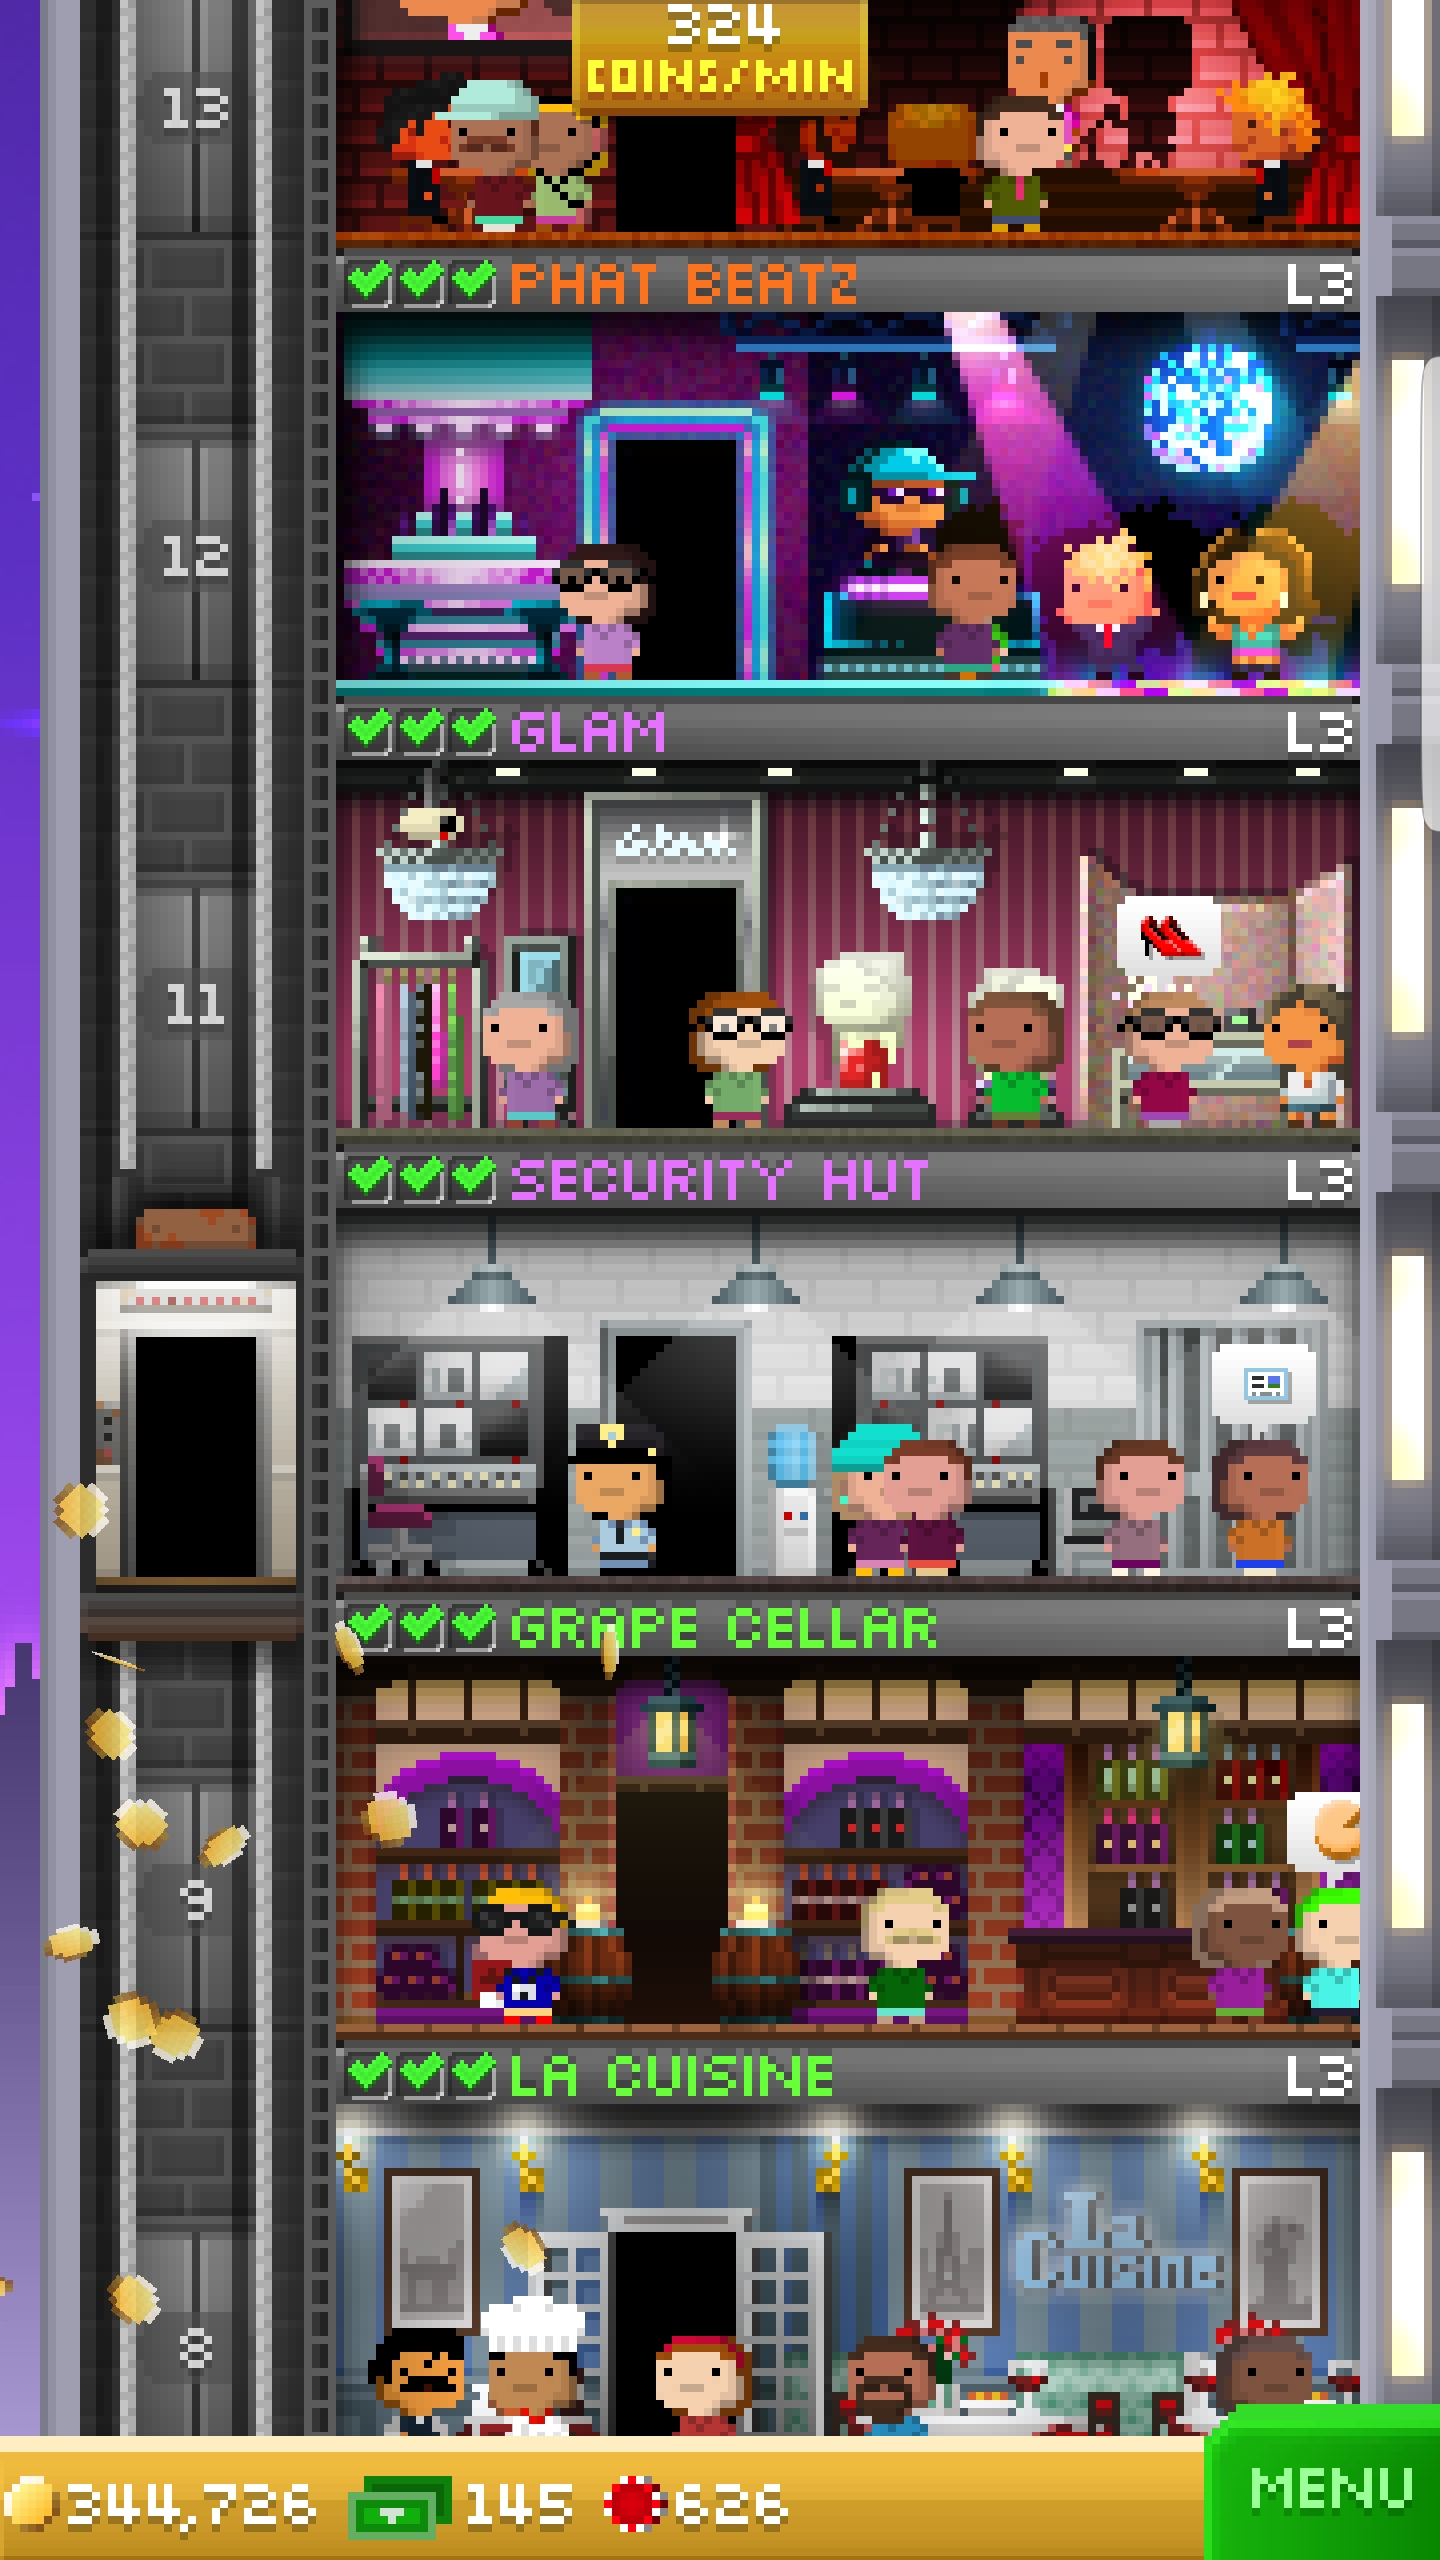 324
COINS/MIN
13
PHAT BEATZ
L3
12
GLAM
L3
Glam
11
SECURITY HUT
L3
GRAPE CELLAR
L3
9
LA CUISINE
L3
La
Cuisine
8
344,726
145
626
MENU